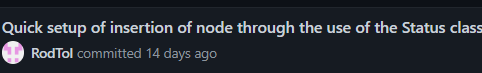 Quick setup of insertion of node through the use of the Status class
RodTol committed 14 days ago